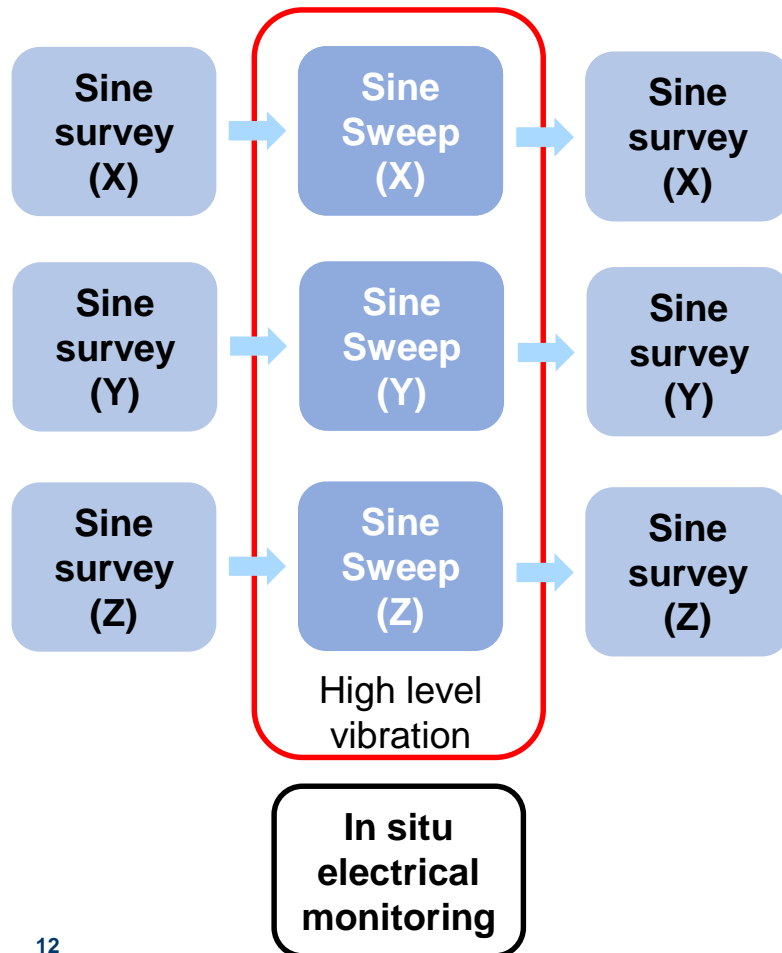 Sine
survey
(X)
Sine
Sweep
(X)
Sine
survey
(X)
Sine
survey
(Y)
Sine
Sweep
(Y)
Sine
survey
(Y)
Sine
survey
(Z)
Sine
Sweep
(Z)
Sine
survey
(Z)
High level
vibration
In situ
electrical
monitoring
12